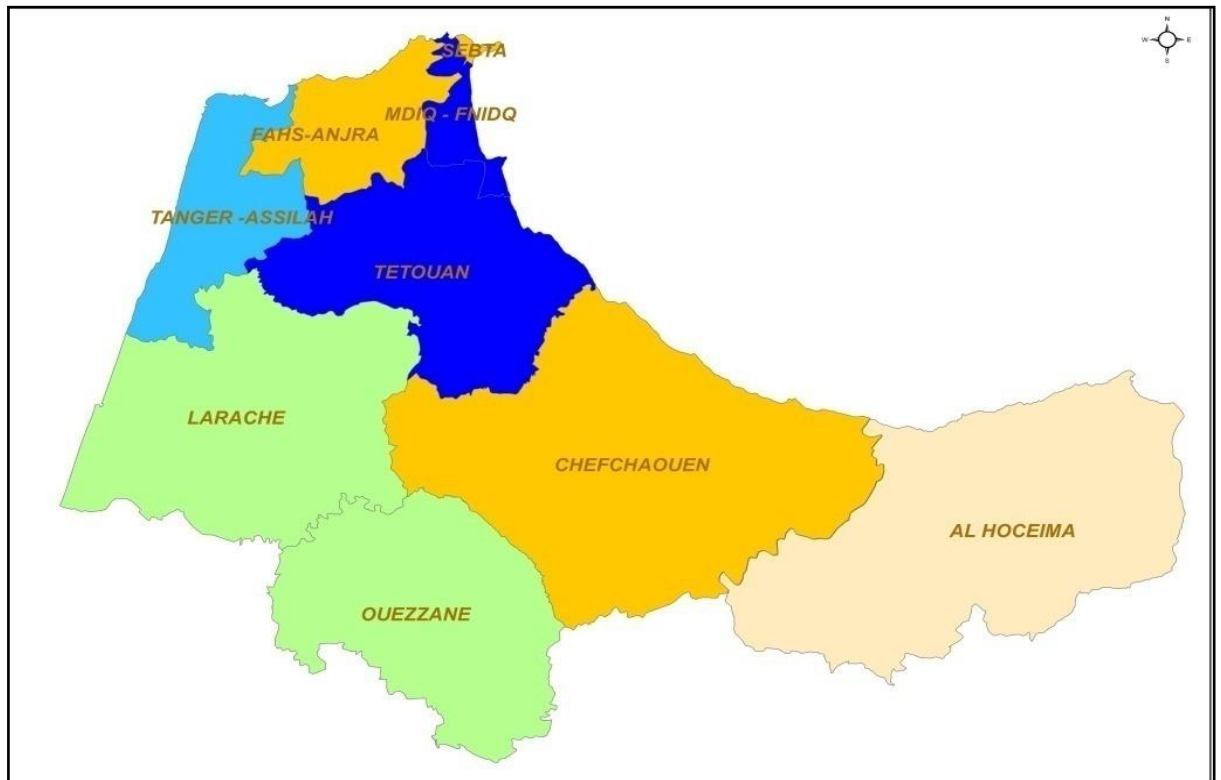 N
W E
S
SEBTA
MDIQ - FNIDQ
FAHS-ANJRA
TANGER -ASSILAH
TETOUAN
LARACHE
CHEFCHAOUEN
AL HOCEIMA
OUEZZANE